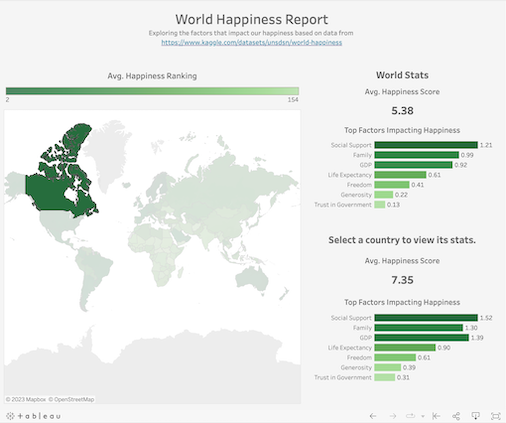 World Happiness Report
Exploring the factors that impact our happiness based on data from
https://www.kaggle.com/datasets/unsdsn/world-happiness
Avg. Happiness Ranking
2 154
© 2023 Mapbox © OpenStreetMap
World Stats
Avg. Happiness Score
5.38
Top Factors Impacting Happiness
Social Support 1.21
Family 0.99
GDP 0.92
Life Expectancy 0.61
Freedom 0.41
Generosity 0.22
Trust in Government 0.13
Select a country to view its stats.
Avg. Happiness Score
7.35
Top Factors Impacting Happiness
Social Support 1.52
Family 1.30
GDP 1.39
Life Expectancy 0.90
Freedom 0.61
Generosity 0.39
Trust in Government 0.31
+ableau